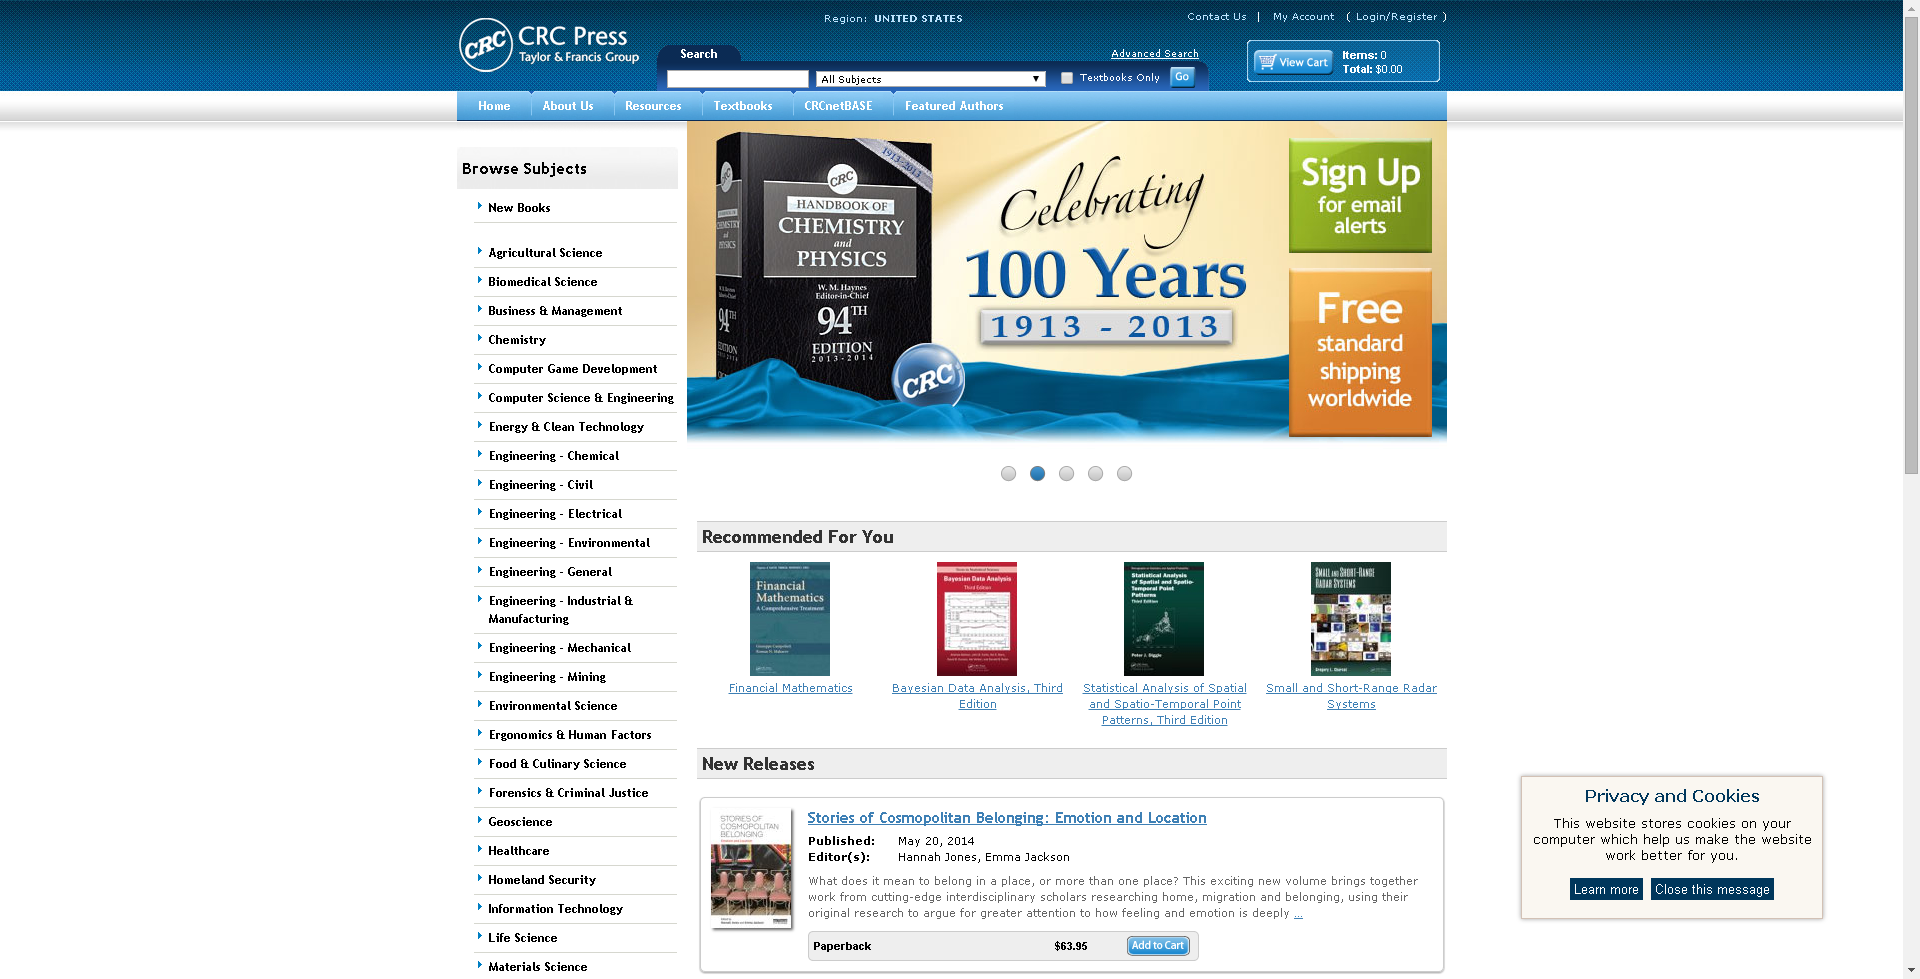 Region: UNITED STATES
Contact Us | My Account ( Login/Register )
CRC CRC Press
Taylor & Francis Group
Search
Advanced Search
All Subjects
Textbooks Only
Go
View Cart
Items: 0
Total: $0.00
Home
About Us
Resources
Textbooks
CRCnetBASE
Featured Authors
Browse Subjects
New Books
Agricultural Science
Biomedical Science
Business & Management
Chemistry
Computer Game Development
Computer Science & Engineering
Energy & Clean Technology
Engineering - Chemical
Engineering - Civil
Engineering - Electrical
Engineering - Environmental
Engineering - General
Engineering - Industrial &
Manufacturing
Engineering - Mechanical
Engineering - Mining
Environmental Science
Ergonomics & Human Factors
Food & Culinary Science
Forensics & Criminal Justice
Geoscience
Healthcare
Homeland Security
Information Technology
Life Science
Materials Science
1913-2013
CRC
HANDBOOK OF
CHEMISTRY
and
PHYSICS
W. M. Haynes
Editor-in-Chief
94TH
EDITION
2013-2014
CRC
Celebrating
100 Years
1913 - 2013
Sign Up
for email
alerts
Free
standard
shipping
worldwide
Recommended For You
Financial
Mathematics
A Comprehensive Treatment
Financial Mathematics
Bayesian Data Analysis
Third Edition
Bayesian Data Analysis, Third
Edition
Statistical Analysis
of Spatial and Spatio-
Temporal Point
Patterns
Third Edition
Peter J. Diggle
Statistical Analysis of Spatial
and Spatio-Temporal Point
Patterns, Third Edition
Small and Short-Range
Radar Systems
Small and Short-Range Radar
Systems
New Releases
STORIES OF
COSMOPOLITAN
BELONGING
Stories of Cosmopolitan Belonging: Emotion and Location
Published: May 20, 2014
Editor(s): Hannah Jones, Emma Jackson
What does it mean to belong in a place, or more than one place? This exciting new volume brings together
work from cutting-edge interdisciplinary scholars researching home, migration and belonging, using their
original research to argue for greater attention to how feeling and emotion is deeply ...
Paperback $63.95 Add to Cart
Privacy and Cookies
This website stores cookies on your
computer which help us make the website
work better for you.
Learn more
Close this message